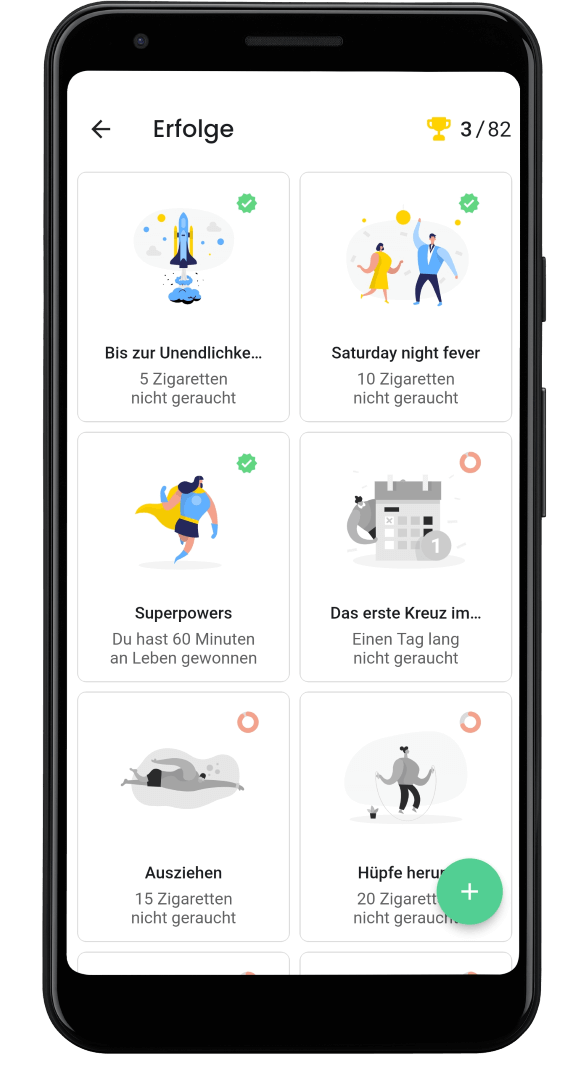 Erfolge
3/82
Bis zur Unendlichke...
5 Zigaretten
nicht geraucht
Saturday night fever
10 Zigaretten
nicht geraucht
Superpowers
Du hast 60 Minuten
an Leben gewonnen
1
Das erste Kreuz im...
Einen Tag lang
nicht geraucht
Ausziehen
15 Zigaretten
nicht geraucht
Hüpfe herum
20 Zigarett
nicht geraucht